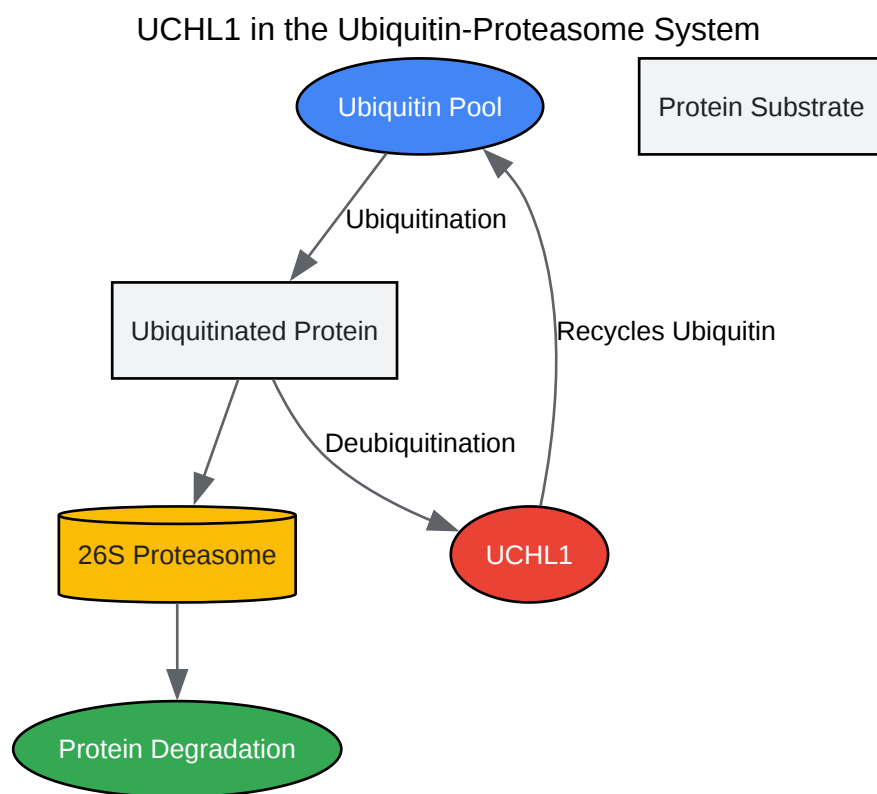 UCHL1 in the Ubiquitin-Proteasome System
Ubiquitin Pool
Protein Substrate
Ubiquitination
Ubiquitinated Protein
Recycles Ubiquitin
Deubiquitination
26S Proteasome
UCHL1
Protein Degradation